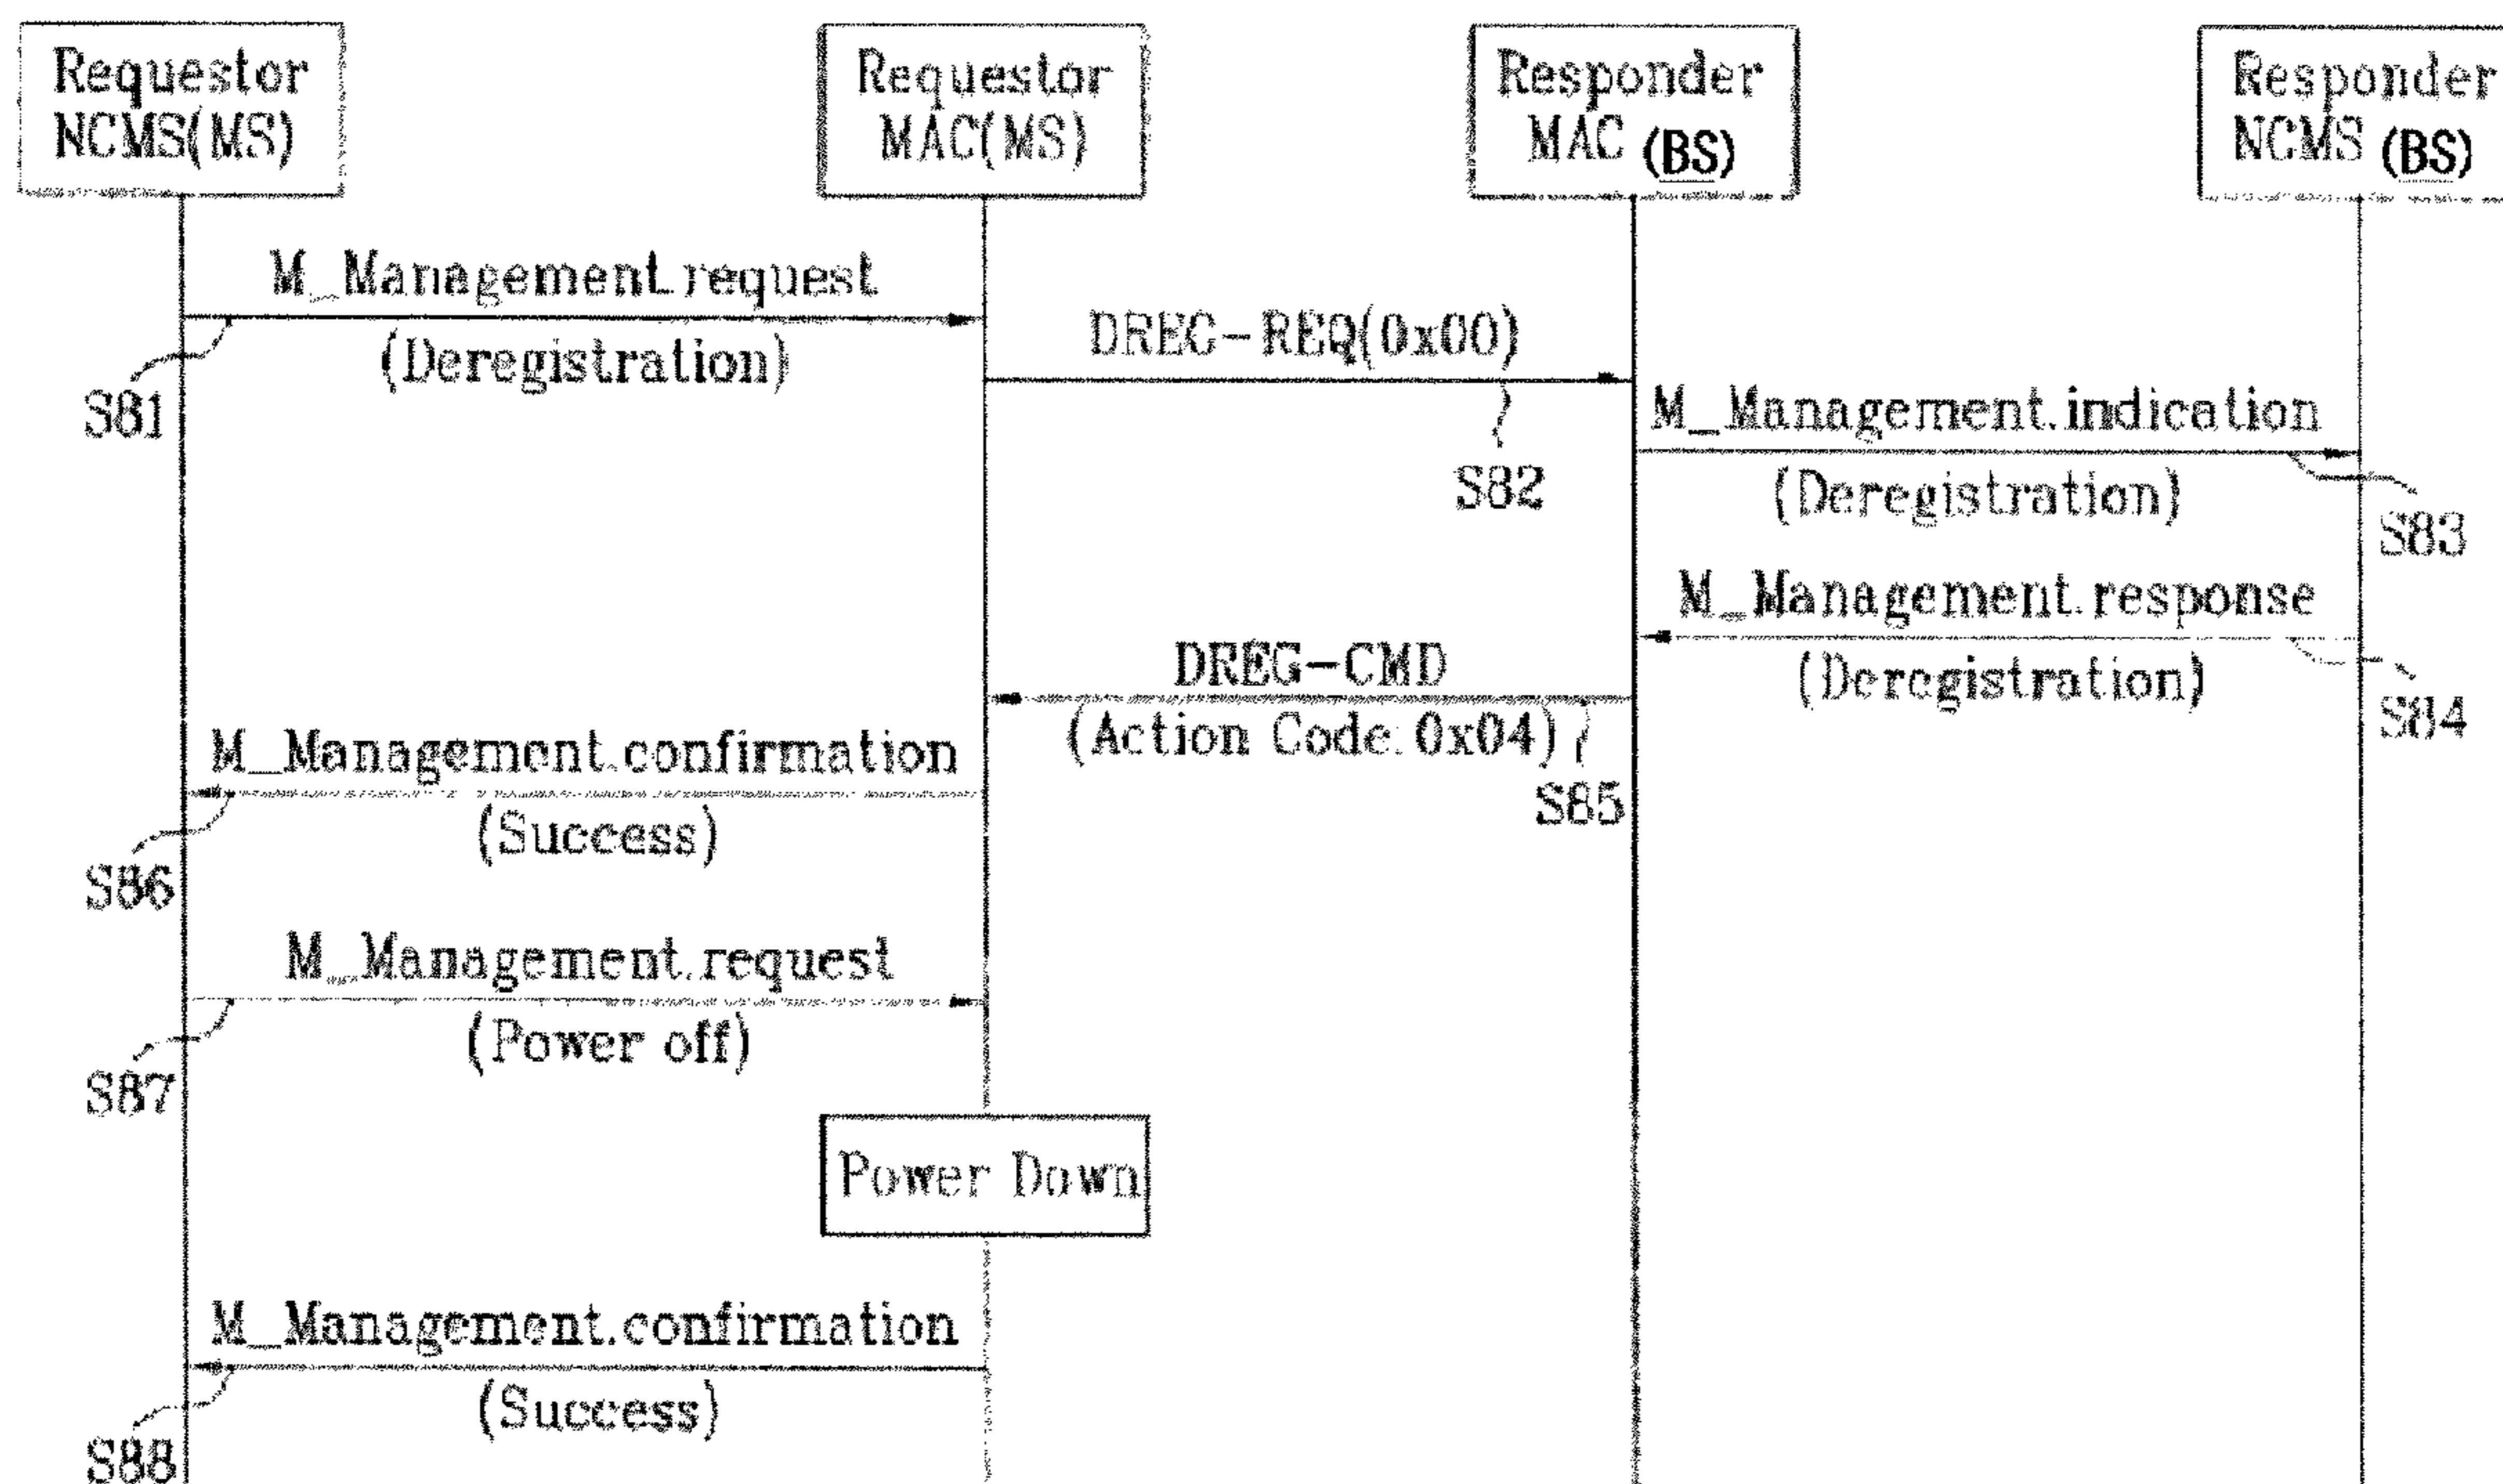 Requestor
NCMS(MS)
Requestor
MAC(MS)
Responder
MAC (BS)
Responder
NCMS (BS)
M_Management.request
(Deregistration)
S81
DREG-REQ(0x00)
S82
M_Management.indication
(Deregistration)
S83
M_Management.response
(Deregistration)
S84
DREG-CMD
(Action Code: 0x04)
S85
M_Management.confirmation
(Success)
S86
M_Management.request
(Power off)
S87
Power Down
M_Management.confirmation
(Success)
S88